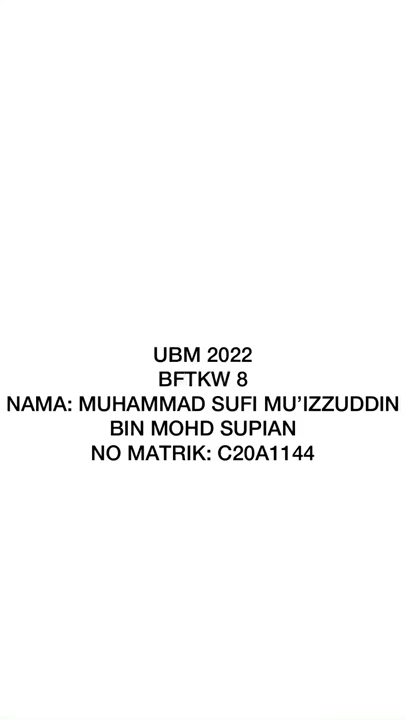 UBM 2022
BFTKW 8
NAMA: MUHAMMAD SUFI MU’IZZUDDIN
BIN MOHD SUPIAN
NO MATRIK: C20A1144